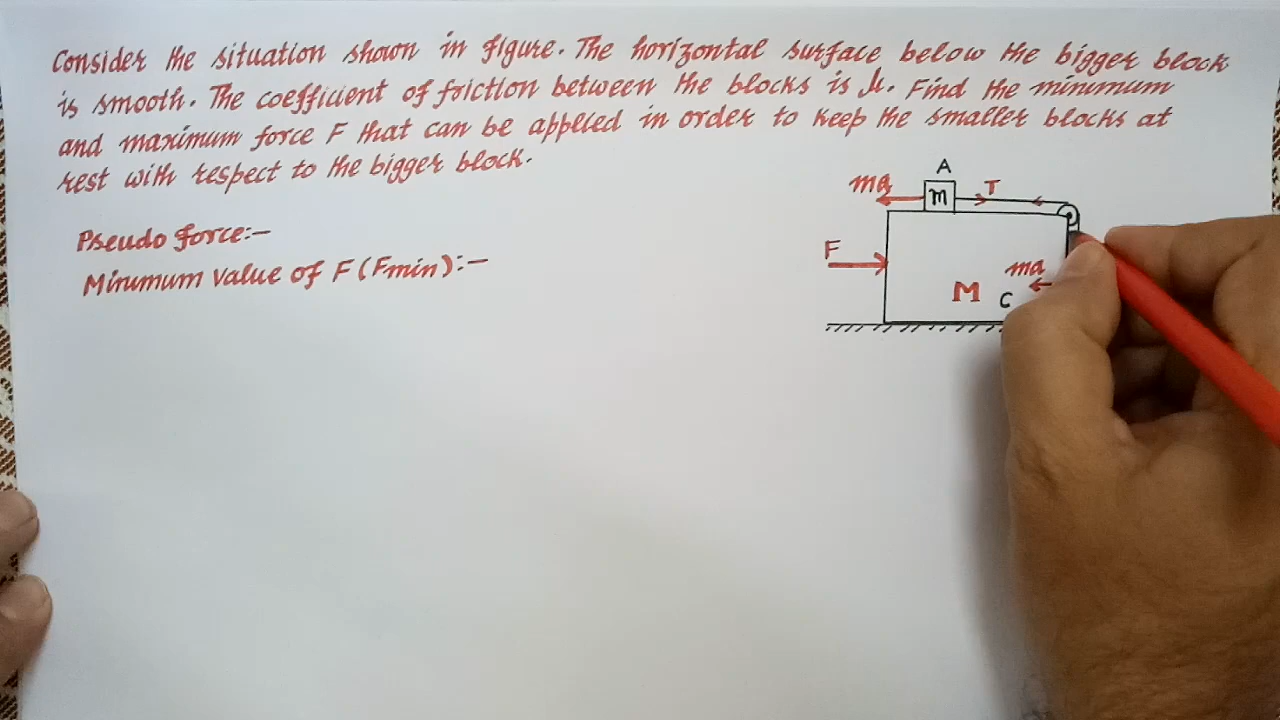 Consider the situation shown in figure. The horizontal surface below the bigger block
is smooth. The coefficient of friction between the blocks is μ. Find the minimum
and maximum force F that can be applied in order to keep the smaller blocks at
rest with respect to the bigger block.
A
ma
m
T
Pseudo force:-
F
Minimum value of F (Fmin):-
ma
M
C